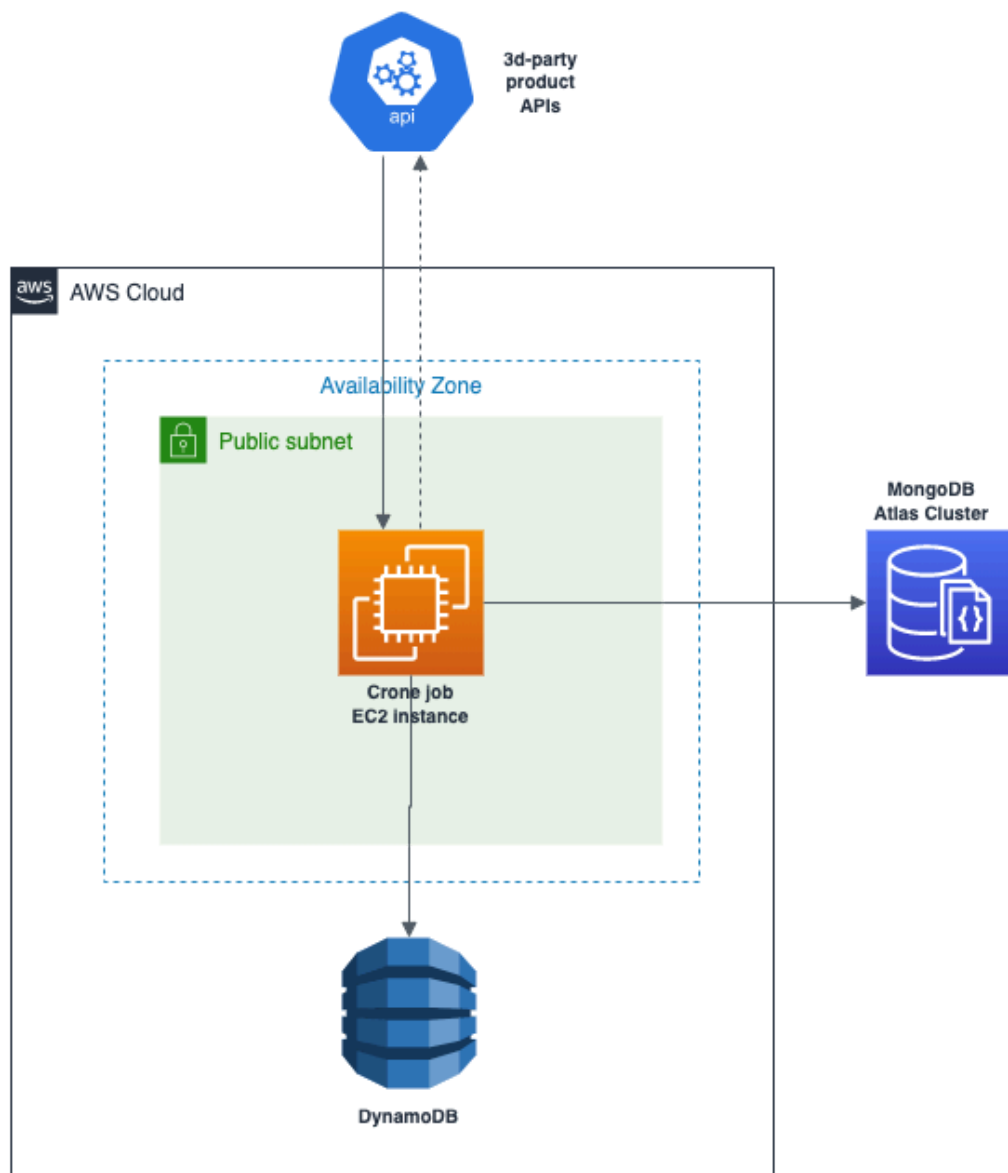 api
3d-party
product
APIs
aws
AWS Cloud
Availability Zone
Public subnet
MongoDB
Atlas Cluster
{}
Crone job
EC2 instance
DynamoDB